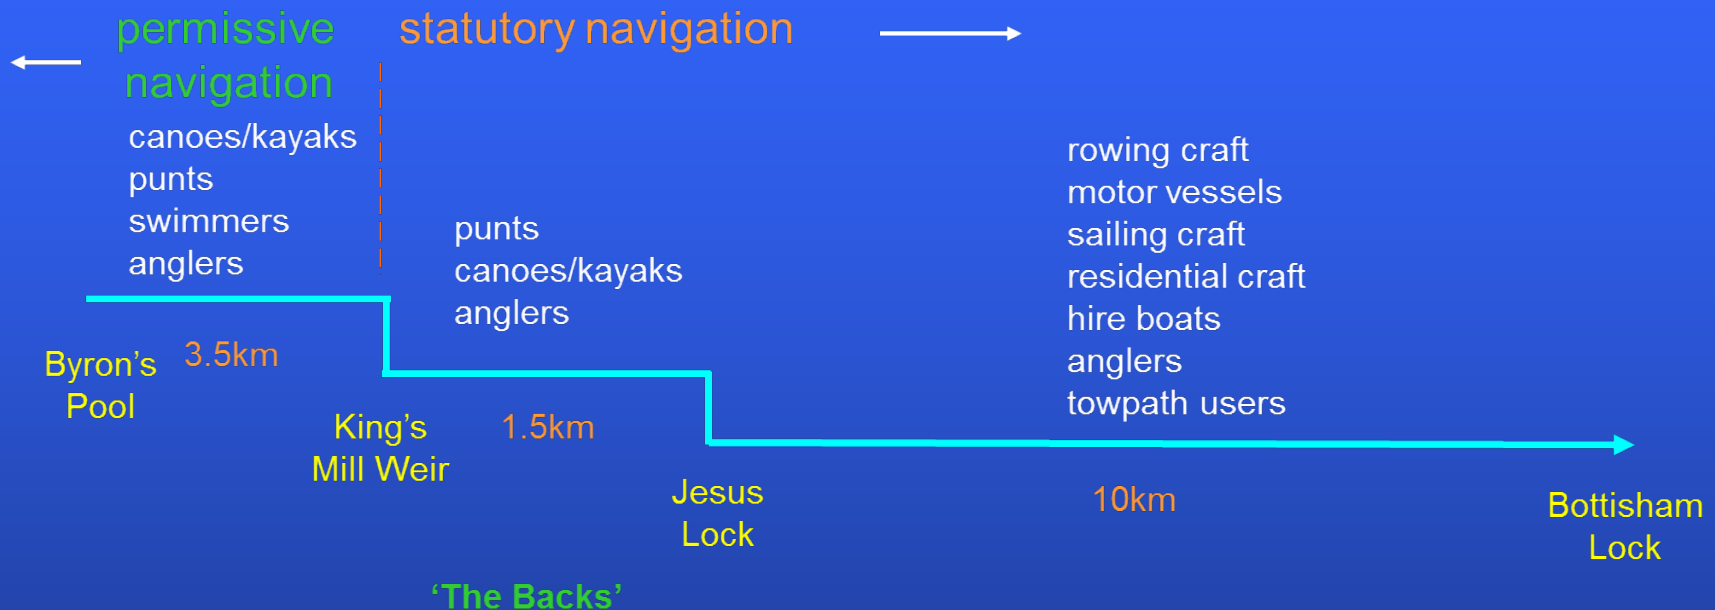 permissive
navigation
statutory navigation
canoes/kayaks
punts
swimmers
anglers
punts
canoes/kayaks
anglers
rowing craft
motor vessels
sailing craft
residential craft
hire boats
anglers
towpath users
Byron’s
Pool
3.5km
King’s
Mill Weir
1.5km
Jesus
Lock
10km
Bottisham
Lock
‘The Backs’